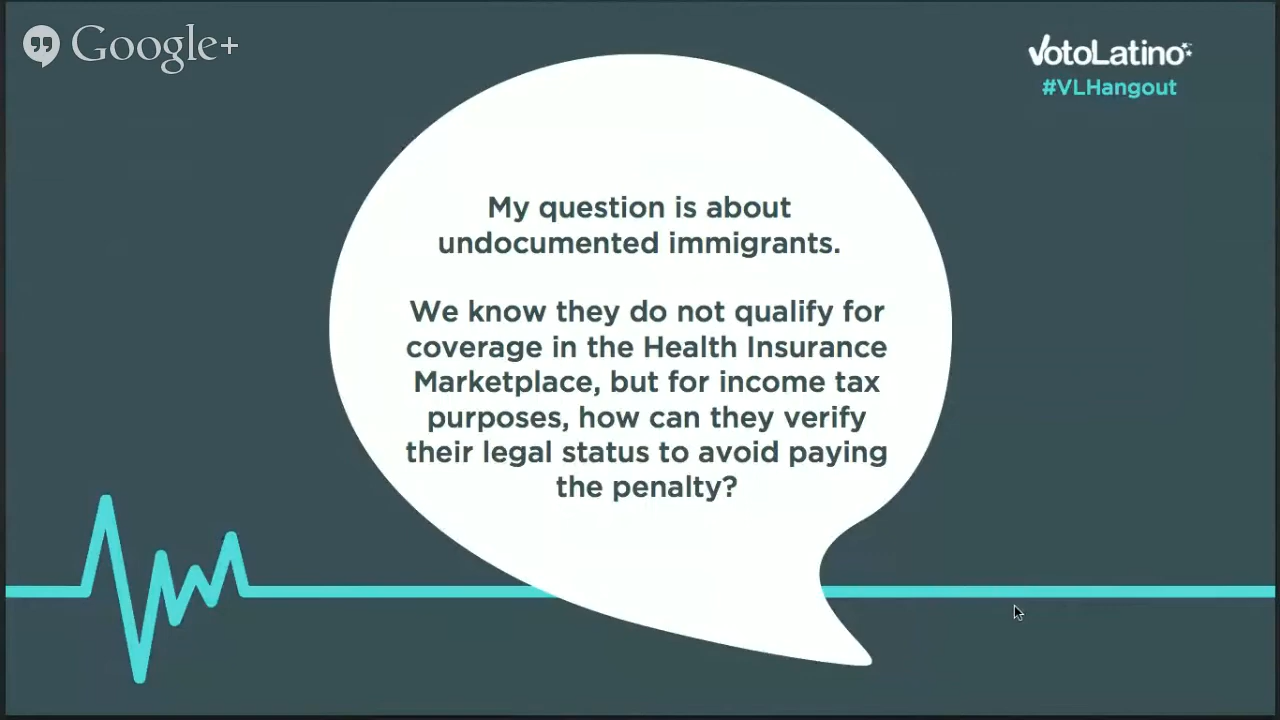 Google+
VotoLatino
#VLHangout
My question is about
undocumented immigrants.
We know they do not qualify for
coverage in the Health Insurance
Marketplace, but for income tax
purposes, how can they verify
their legal status to avoid paying
the penalty?